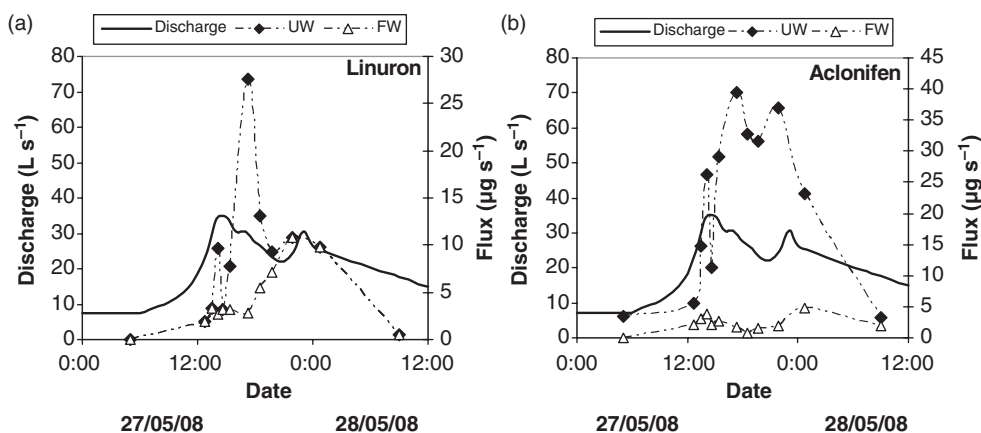 (a)
Discharge UW FW
Linuron
80
70
60
50
40
30
20
10
0
Discharge (L s⁻¹)
30
25
20
15
10
5
0
Flux (µg s⁻¹)
0:00 12:00 0:00 12:00
Date
27/05/08 28/05/08
(b)
Discharge UW FW
Aclonifen
80
70
60
50
40
30
20
10
0
Discharge (L s⁻¹)
45
40
35
30
25
20
15
10
5
0
Flux (µg s⁻¹)
0:00 12:00 0:00 12:00
Date
27/05/08 28/05/08